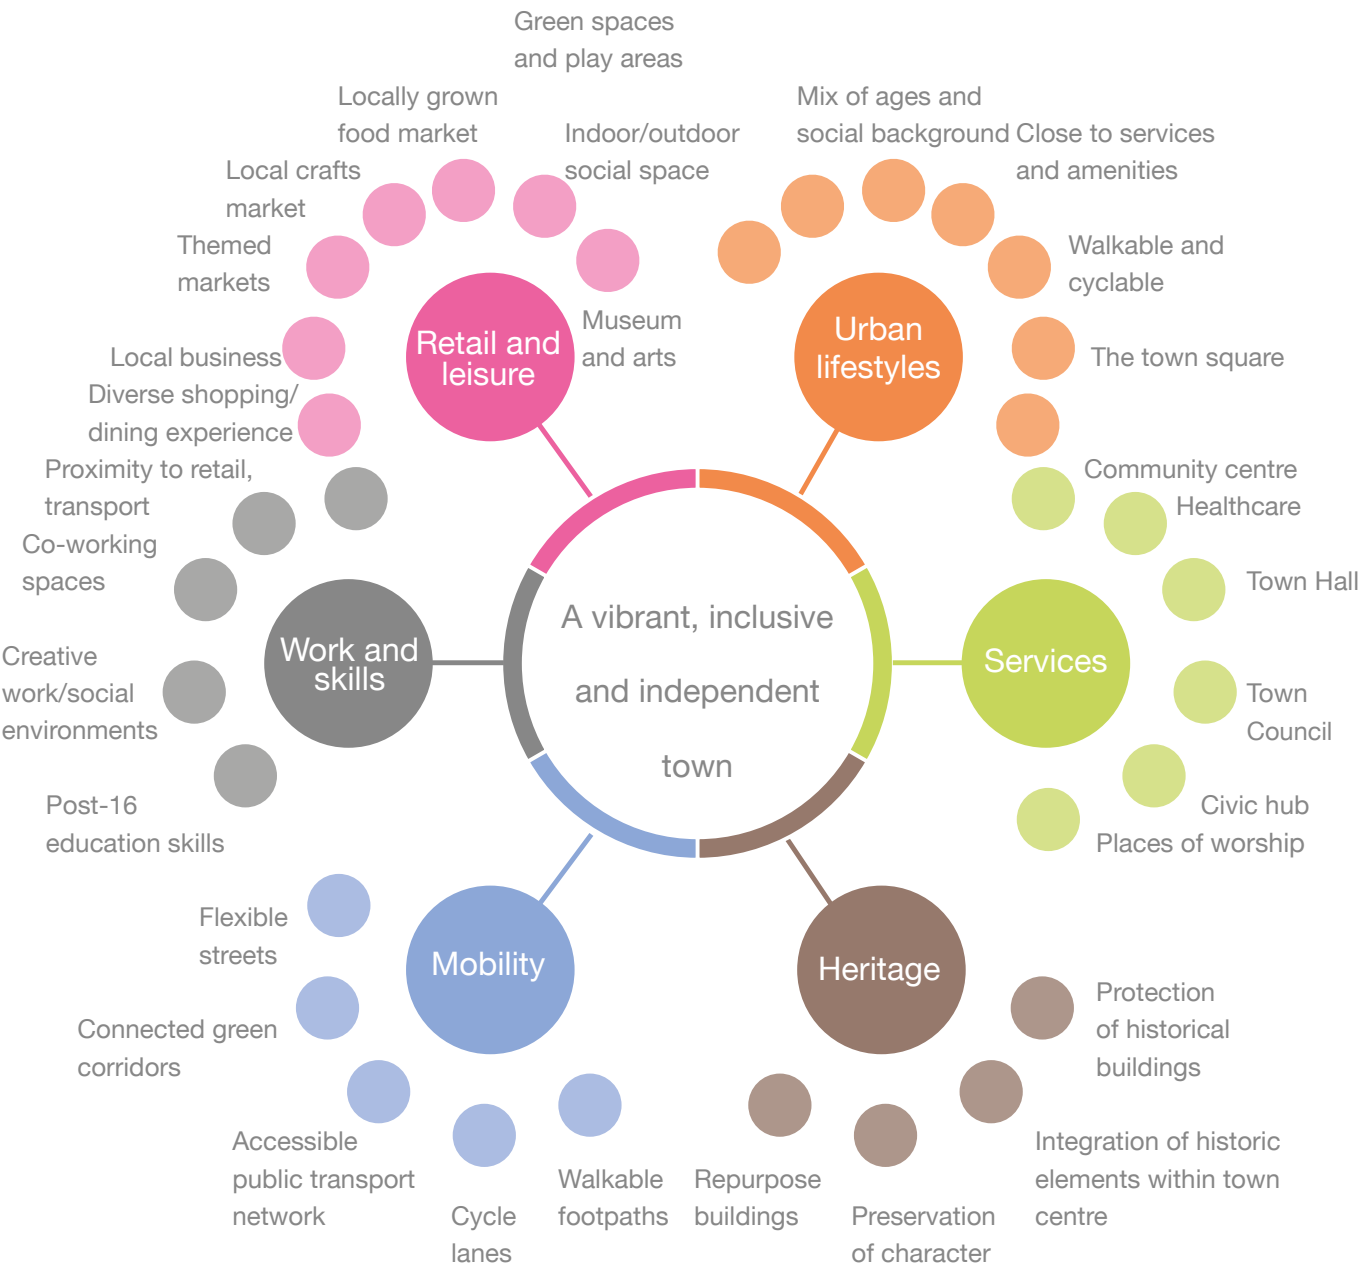 Green spaces
and play areas
Locally grown
food market
Indoor/outdoor
social space
Local crafts
market
Themed
markets
Museum
and arts
Local business
Diverse shopping/
dining experience
Retail and
leisure
Mix of ages and
social background
Close to services
and amenities
Walkable and
cyclable
The town square
Urban
lifestyles
Proximity to retail,
transport
Co-working
spaces
Creative
work/social
environments
Post-16
education skills
Work and
skills
A vibrant, inclusive
and independent
town
Community centre
Healthcare
Town Hall
Town
Council
Civic hub
Places of worship
Services
Flexible
streets
Connected green
corridors
Accessible
public transport
network
Cycle
lanes
Walkable
footpaths
Mobility
Heritage
Protection
of historical
buildings
Integration of historic
elements within town
centre
Preservation
of character
Repurpose
buildings